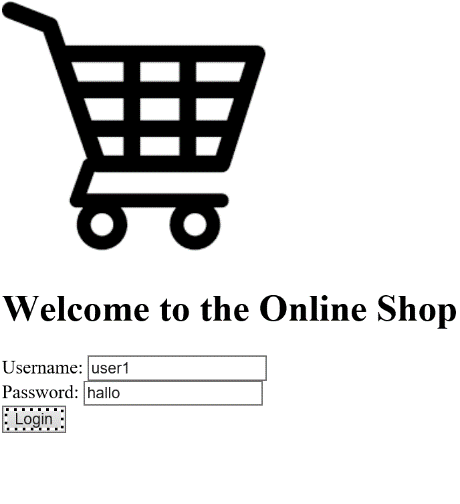 Welcome to the Online Shop
Username: user1
Password: hallo
Login